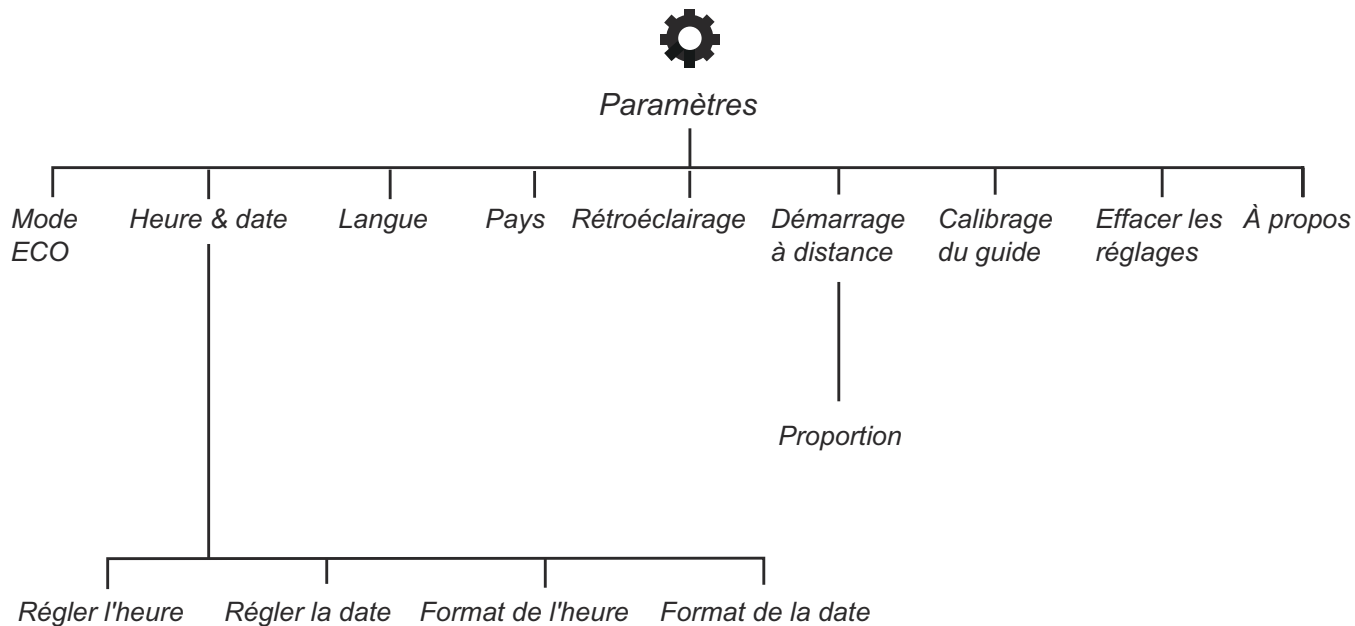 Paramètres
Mode
ECO
Heure & date
Langue
Pays
Rétroéclairage
Démarrage
à distance
Calibrage
du guide
Effacer les
réglages
À propos
Proportion
Régler l'heure
Régler la date
Format de l'heure
Format de la date